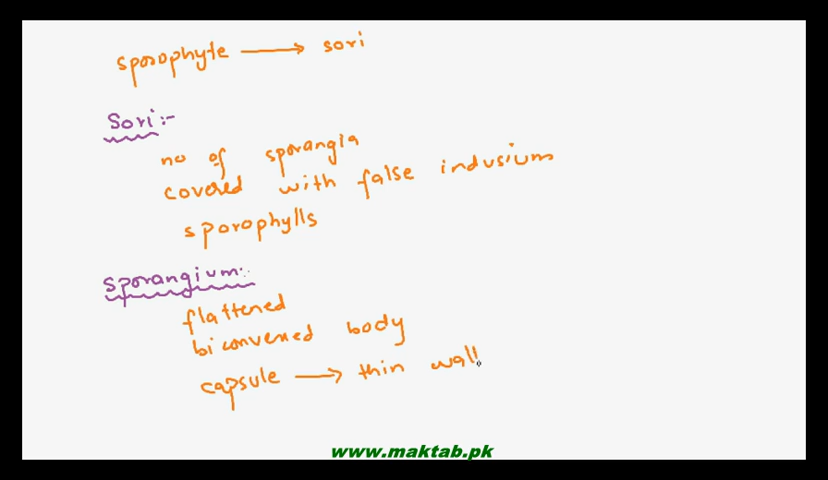 sporophyte → sori
Sori:-
no of sporangia
covered with false indusium
sporophylls
Sporangium:-
flattened
biconvexed body
capsule → thin wall
www.maktab.pk